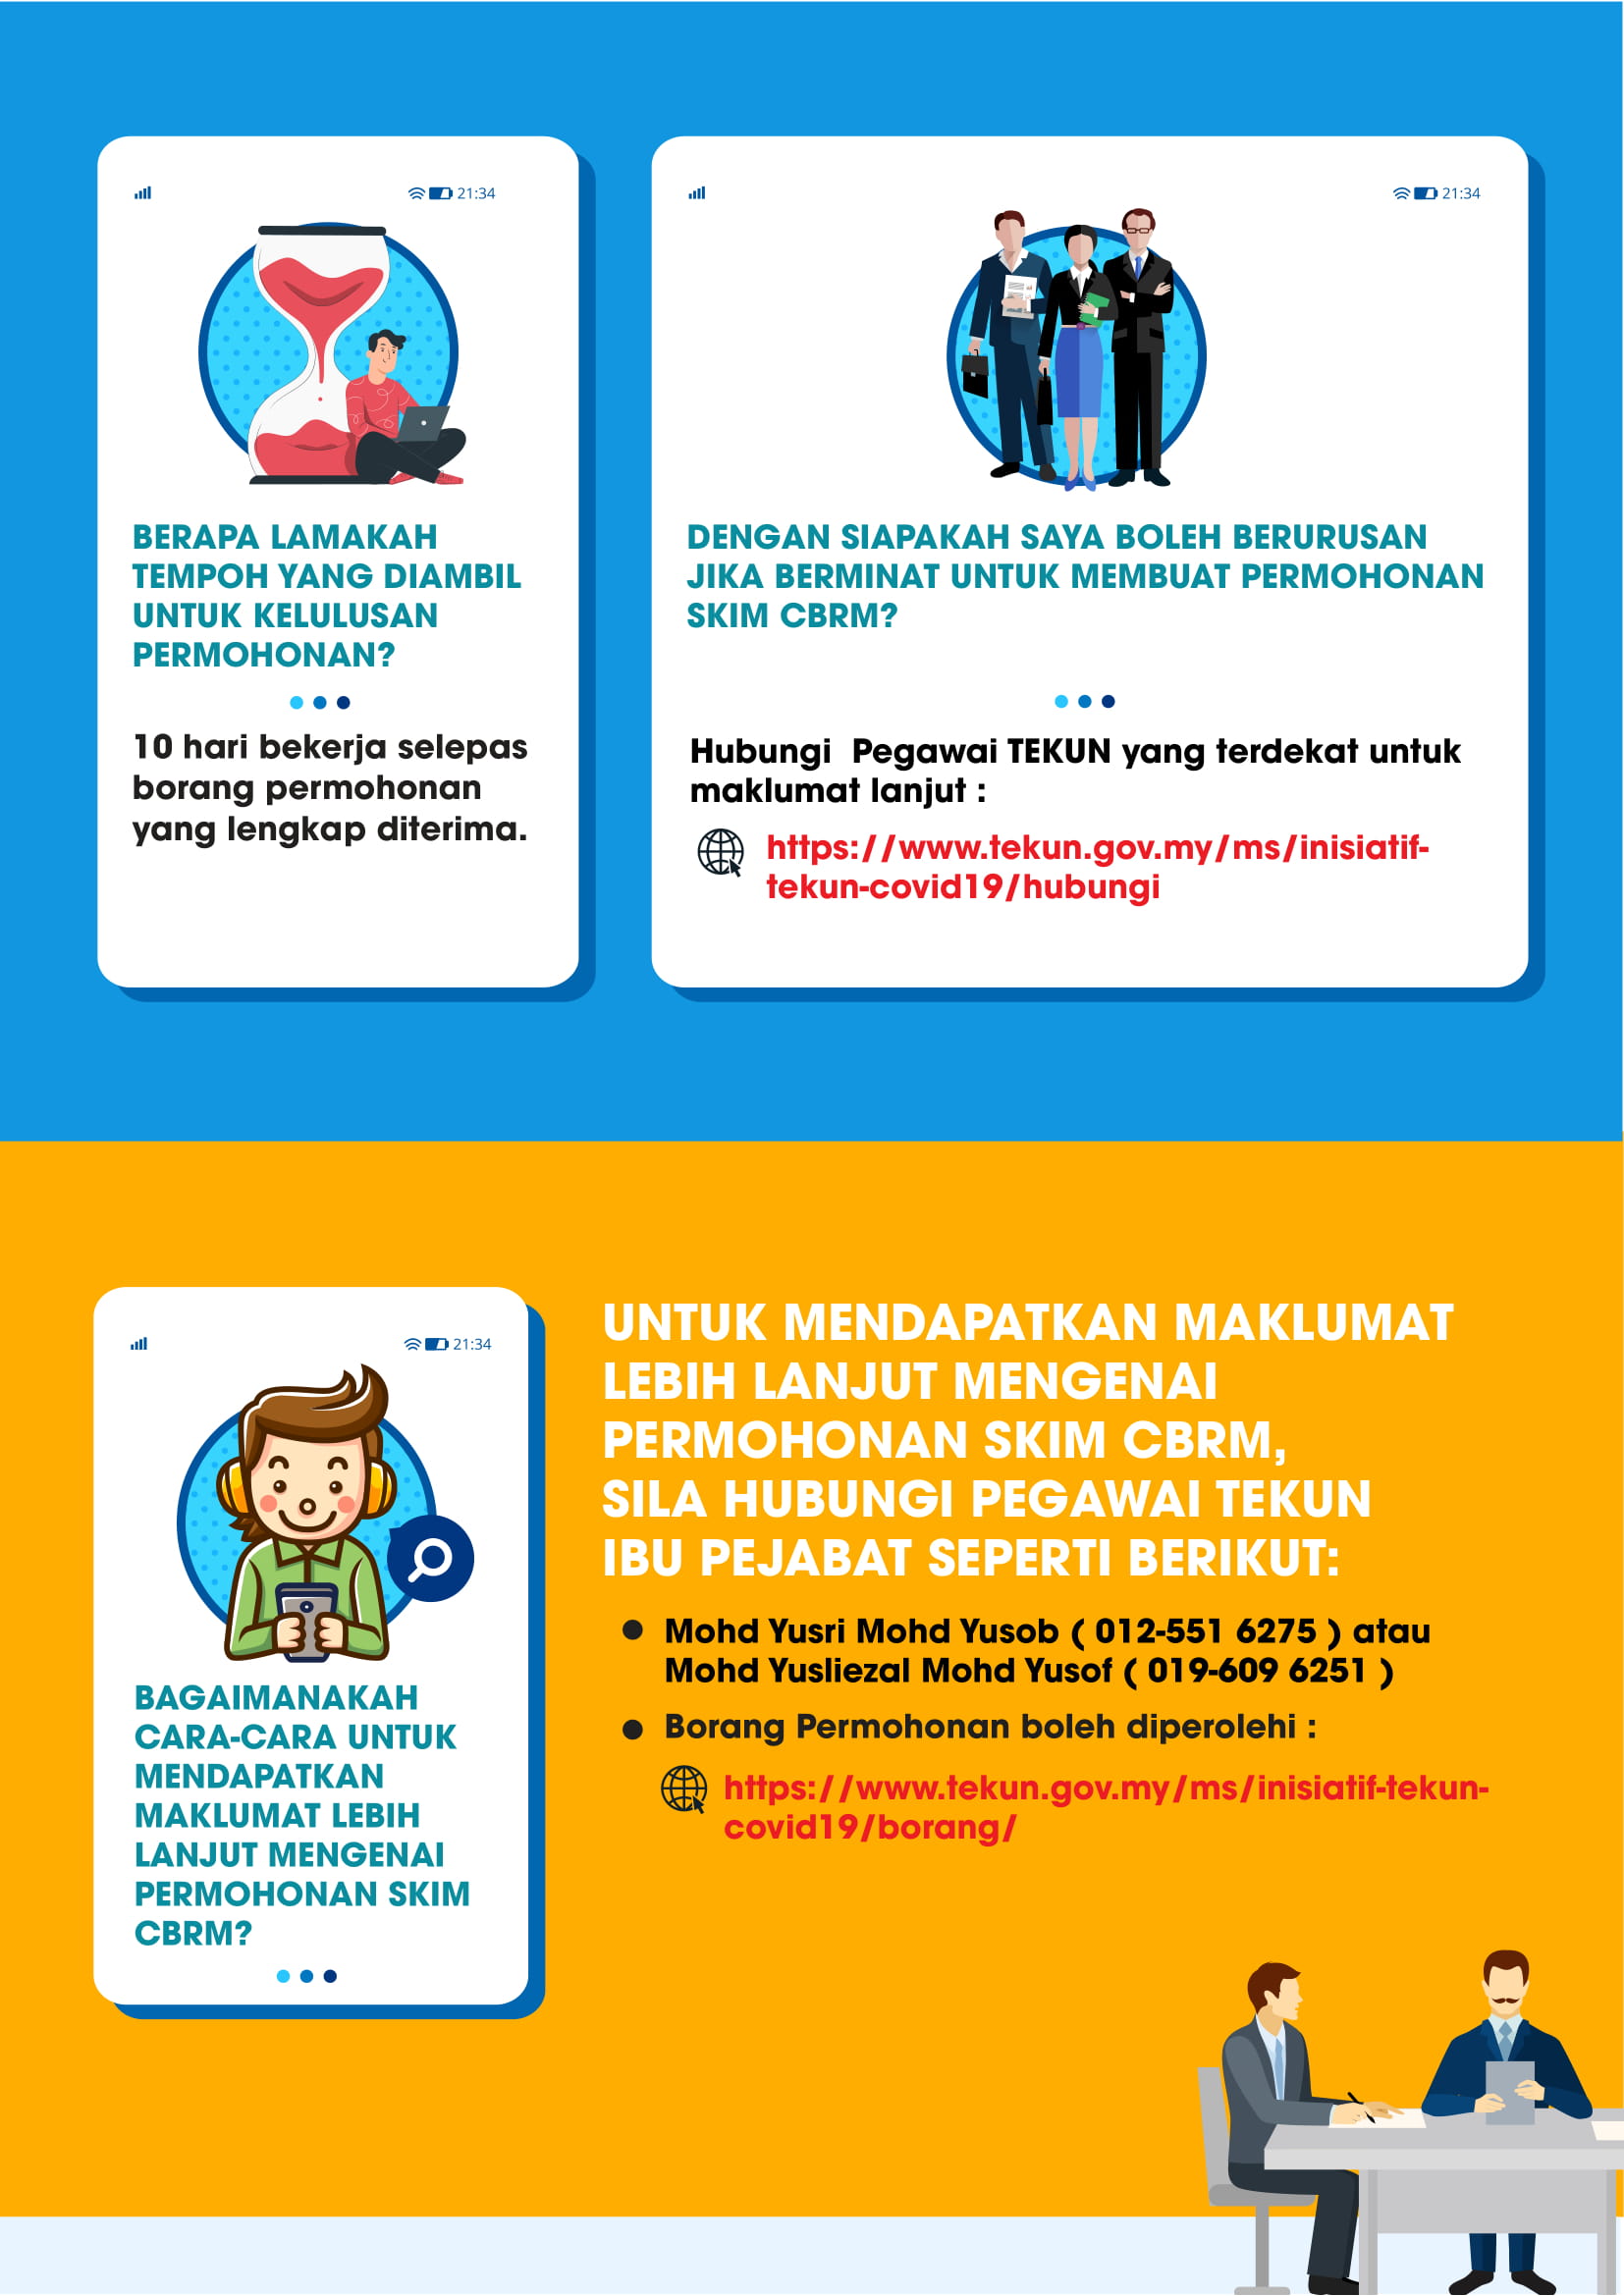 21:34
BERAPA LAMAKAH
TEMPOH YANG DIAMBIL
UNTUK KELULUSAN
PERMOHONAN?
10 hari bekerja selepas
borang permohonan
yang lengkap diterima.
21:34
DENGAN SIAPAKAH SAYA BOLEH BERURUSAN
JIKA BERMINAT UNTUK MEMBUAT PERMOHONAN
SKIM CBRM?
Hubungi Pegawai TEKUN yang terdekat untuk
maklumat lanjut :
https://www.tekun.gov.my/ms/inisiatif-
tekun-covid19/hubungi
21:34
BAGAIMANAKAH
CARA-CARA UNTUK
MENDAPATKAN
MAKLUMAT LEBIH
LANJUT MENGENAI
PERMOHONAN SKIM
CBRM?
UNTUK MENDAPATKAN MAKLUMAT
LEBIH LANJUT MENGENAI
PERMOHONAN SKIM CBRM,
SILA HUBUNGI PEGAWAI TEKUN
IBU PEJABAT SEPERTI BERIKUT:
● Mohd Yusri Mohd Yusob ( 012-551 6275 ) atau
Mohd Yusliezal Mohd Yusof ( 019-609 6251 )
● Borang Permohonan boleh diperolehi :
https://www.tekun.gov.my/ms/inisiatif-tekun-
covid19/borang/